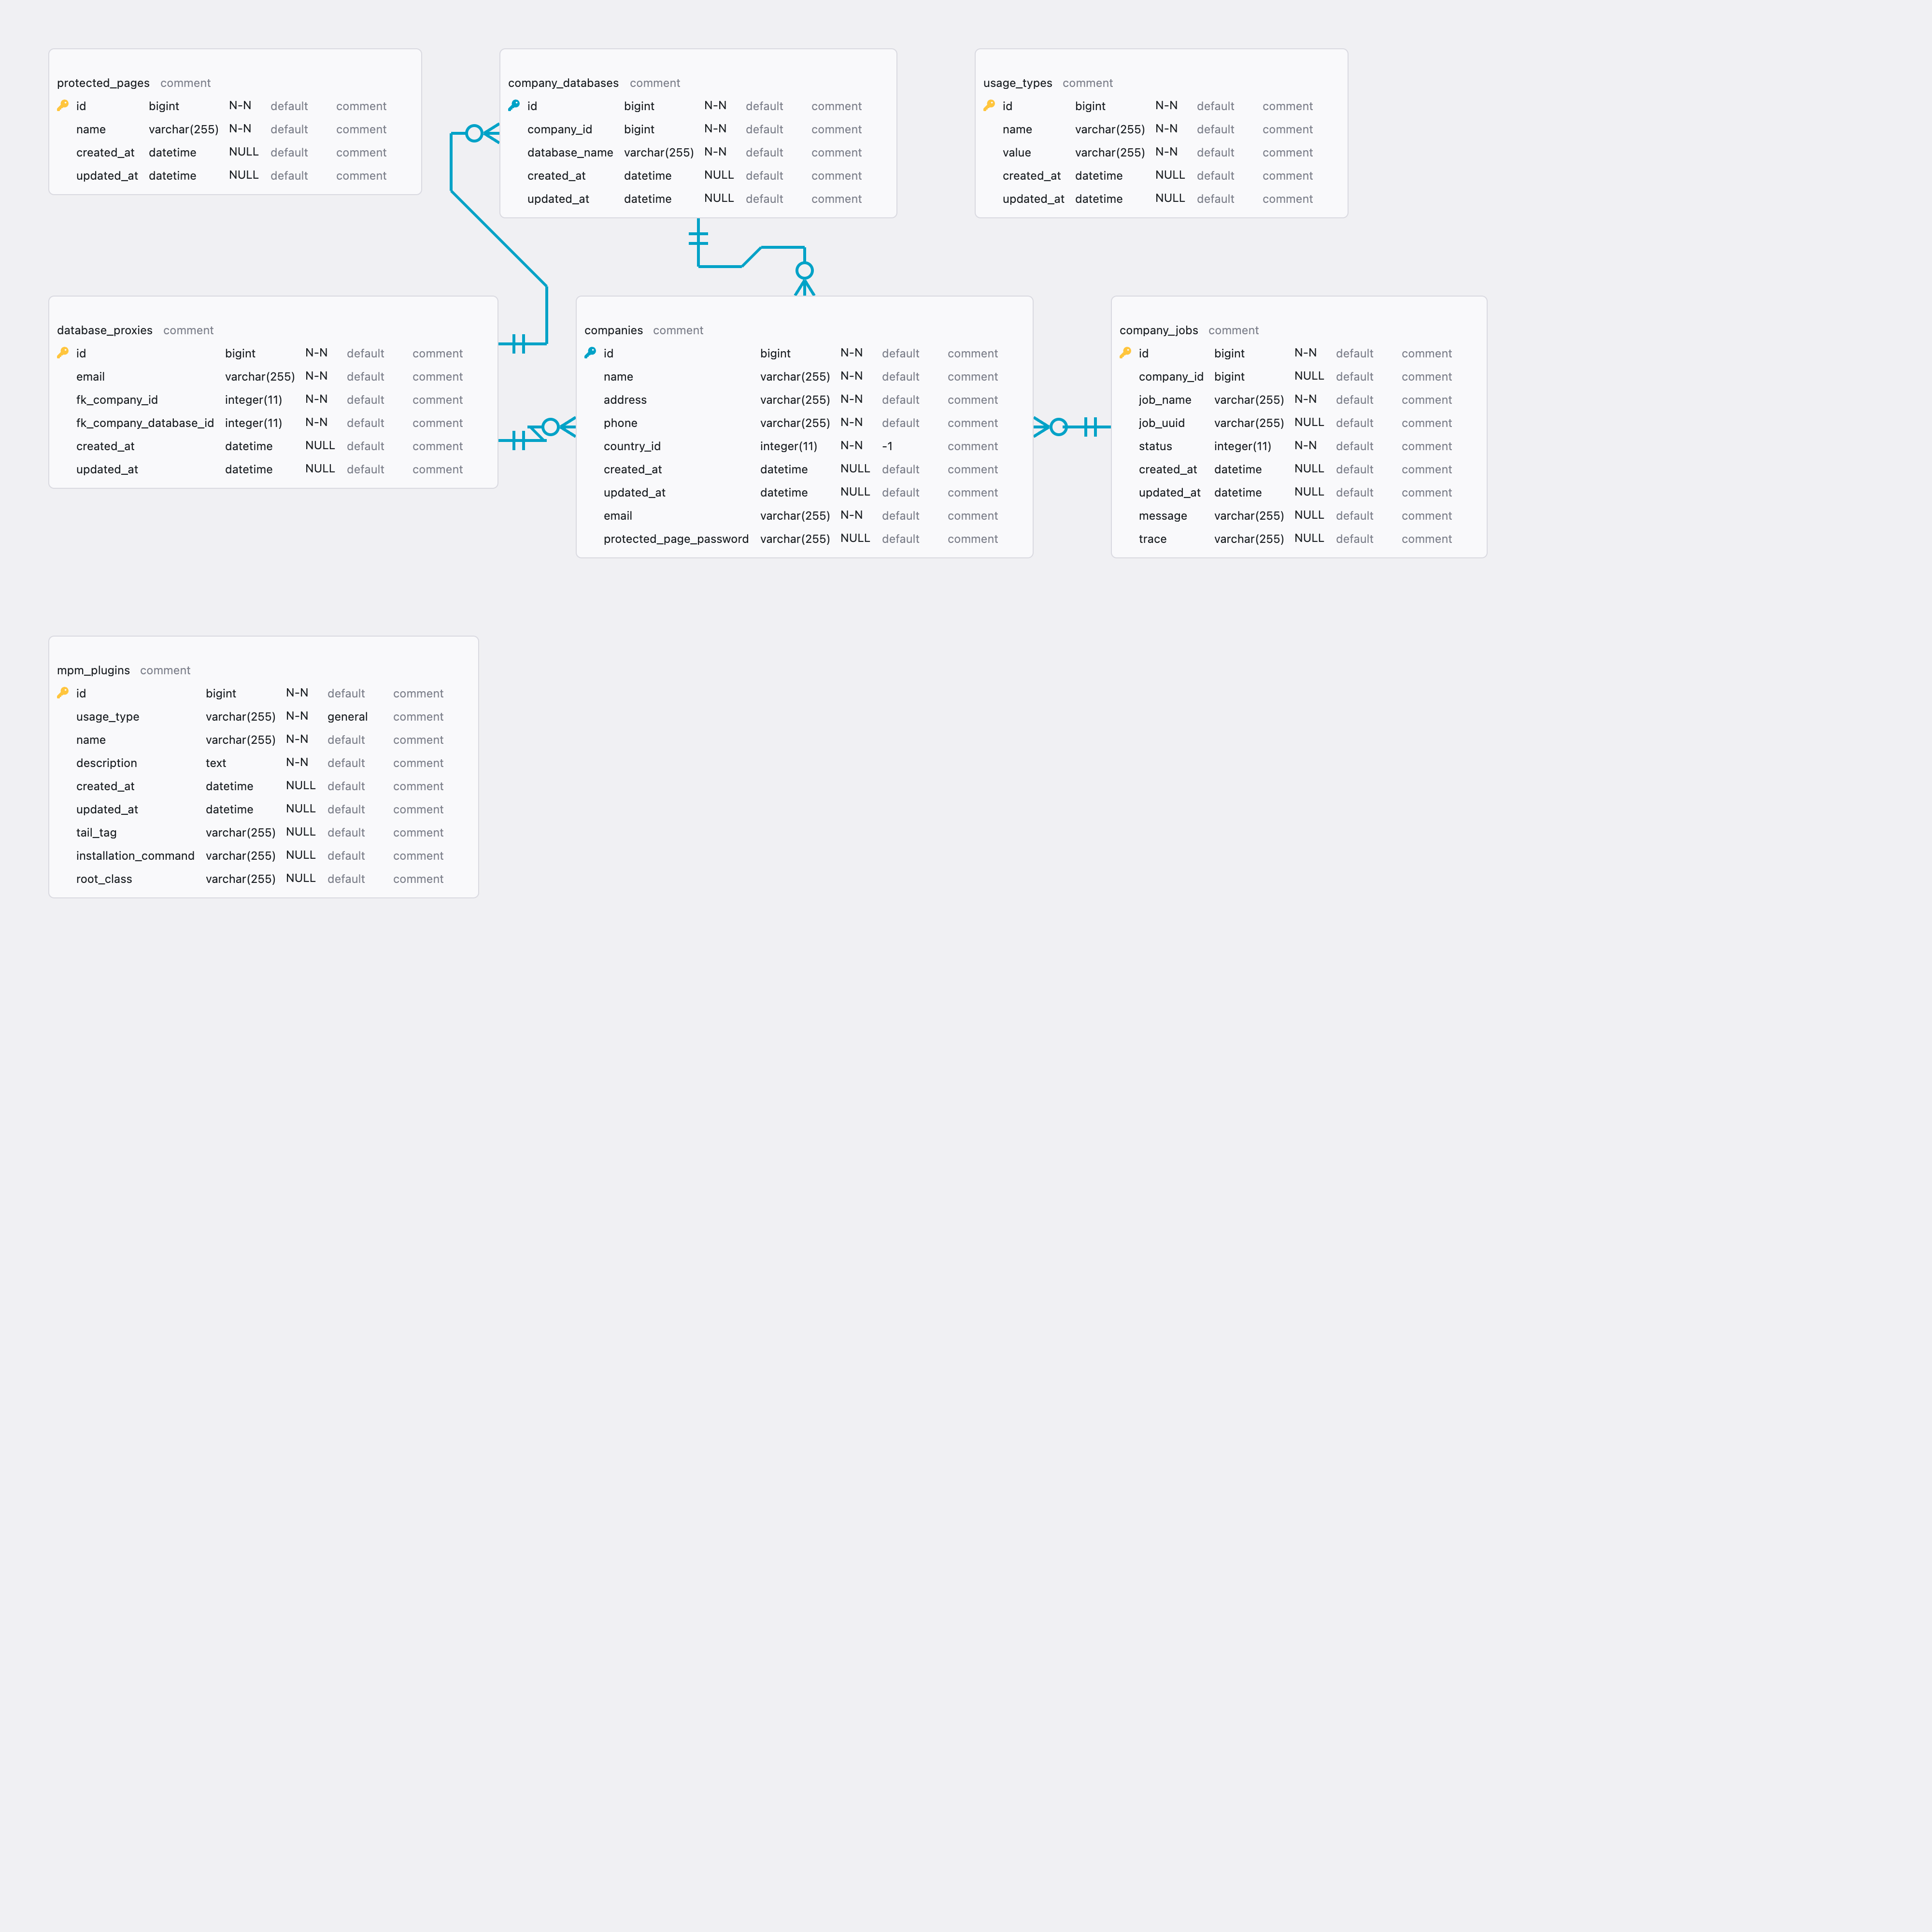 protected_pages comment
id bigint N-N default comment
name varchar(255) N-N default comment
created_at datetime NULL default comment
updated_at datetime NULL default comment
company_databases comment
id bigint N-N default comment
company_id bigint N-N default comment
database_name varchar(255) N-N default comment
created_at datetime NULL default comment
updated_at datetime NULL default comment
usage_types comment
id bigint N-N default comment
name varchar(255) N-N default comment
value varchar(255) N-N default comment
created_at datetime NULL default comment
updated_at datetime NULL default comment
database_proxies comment
id bigint N-N default comment
email varchar(255) N-N default comment
fk_company_id integer(11) N-N default comment
fk_company_database_id integer(11) N-N default comment
created_at datetime NULL default comment
updated_at datetime NULL default comment
companies comment
id bigint N-N default comment
name varchar(255) N-N default comment
address varchar(255) N-N default comment
phone varchar(255) N-N default comment
country_id integer(11) N-N -1 comment
created_at datetime NULL default comment
updated_at datetime NULL default comment
email varchar(255) N-N default comment
protected_page_password varchar(255) NULL default comment
company_jobs comment
id bigint N-N default comment
company_id bigint NULL default comment
job_name varchar(255) N-N default comment
job_uuid varchar(255) NULL default comment
status integer(11) N-N default comment
created_at datetime NULL default comment
updated_at datetime NULL default comment
message varchar(255) NULL default comment
trace varchar(255) NULL default comment
mpm_plugins comment
id bigint N-N default comment
usage_type varchar(255) N-N general comment
name varchar(255) N-N default comment
description text N-N default comment
created_at datetime NULL default comment
updated_at datetime NULL default comment
tail_tag varchar(255) NULL default comment
installation_command varchar(255) NULL default comment
root_class varchar(255) NULL default comment